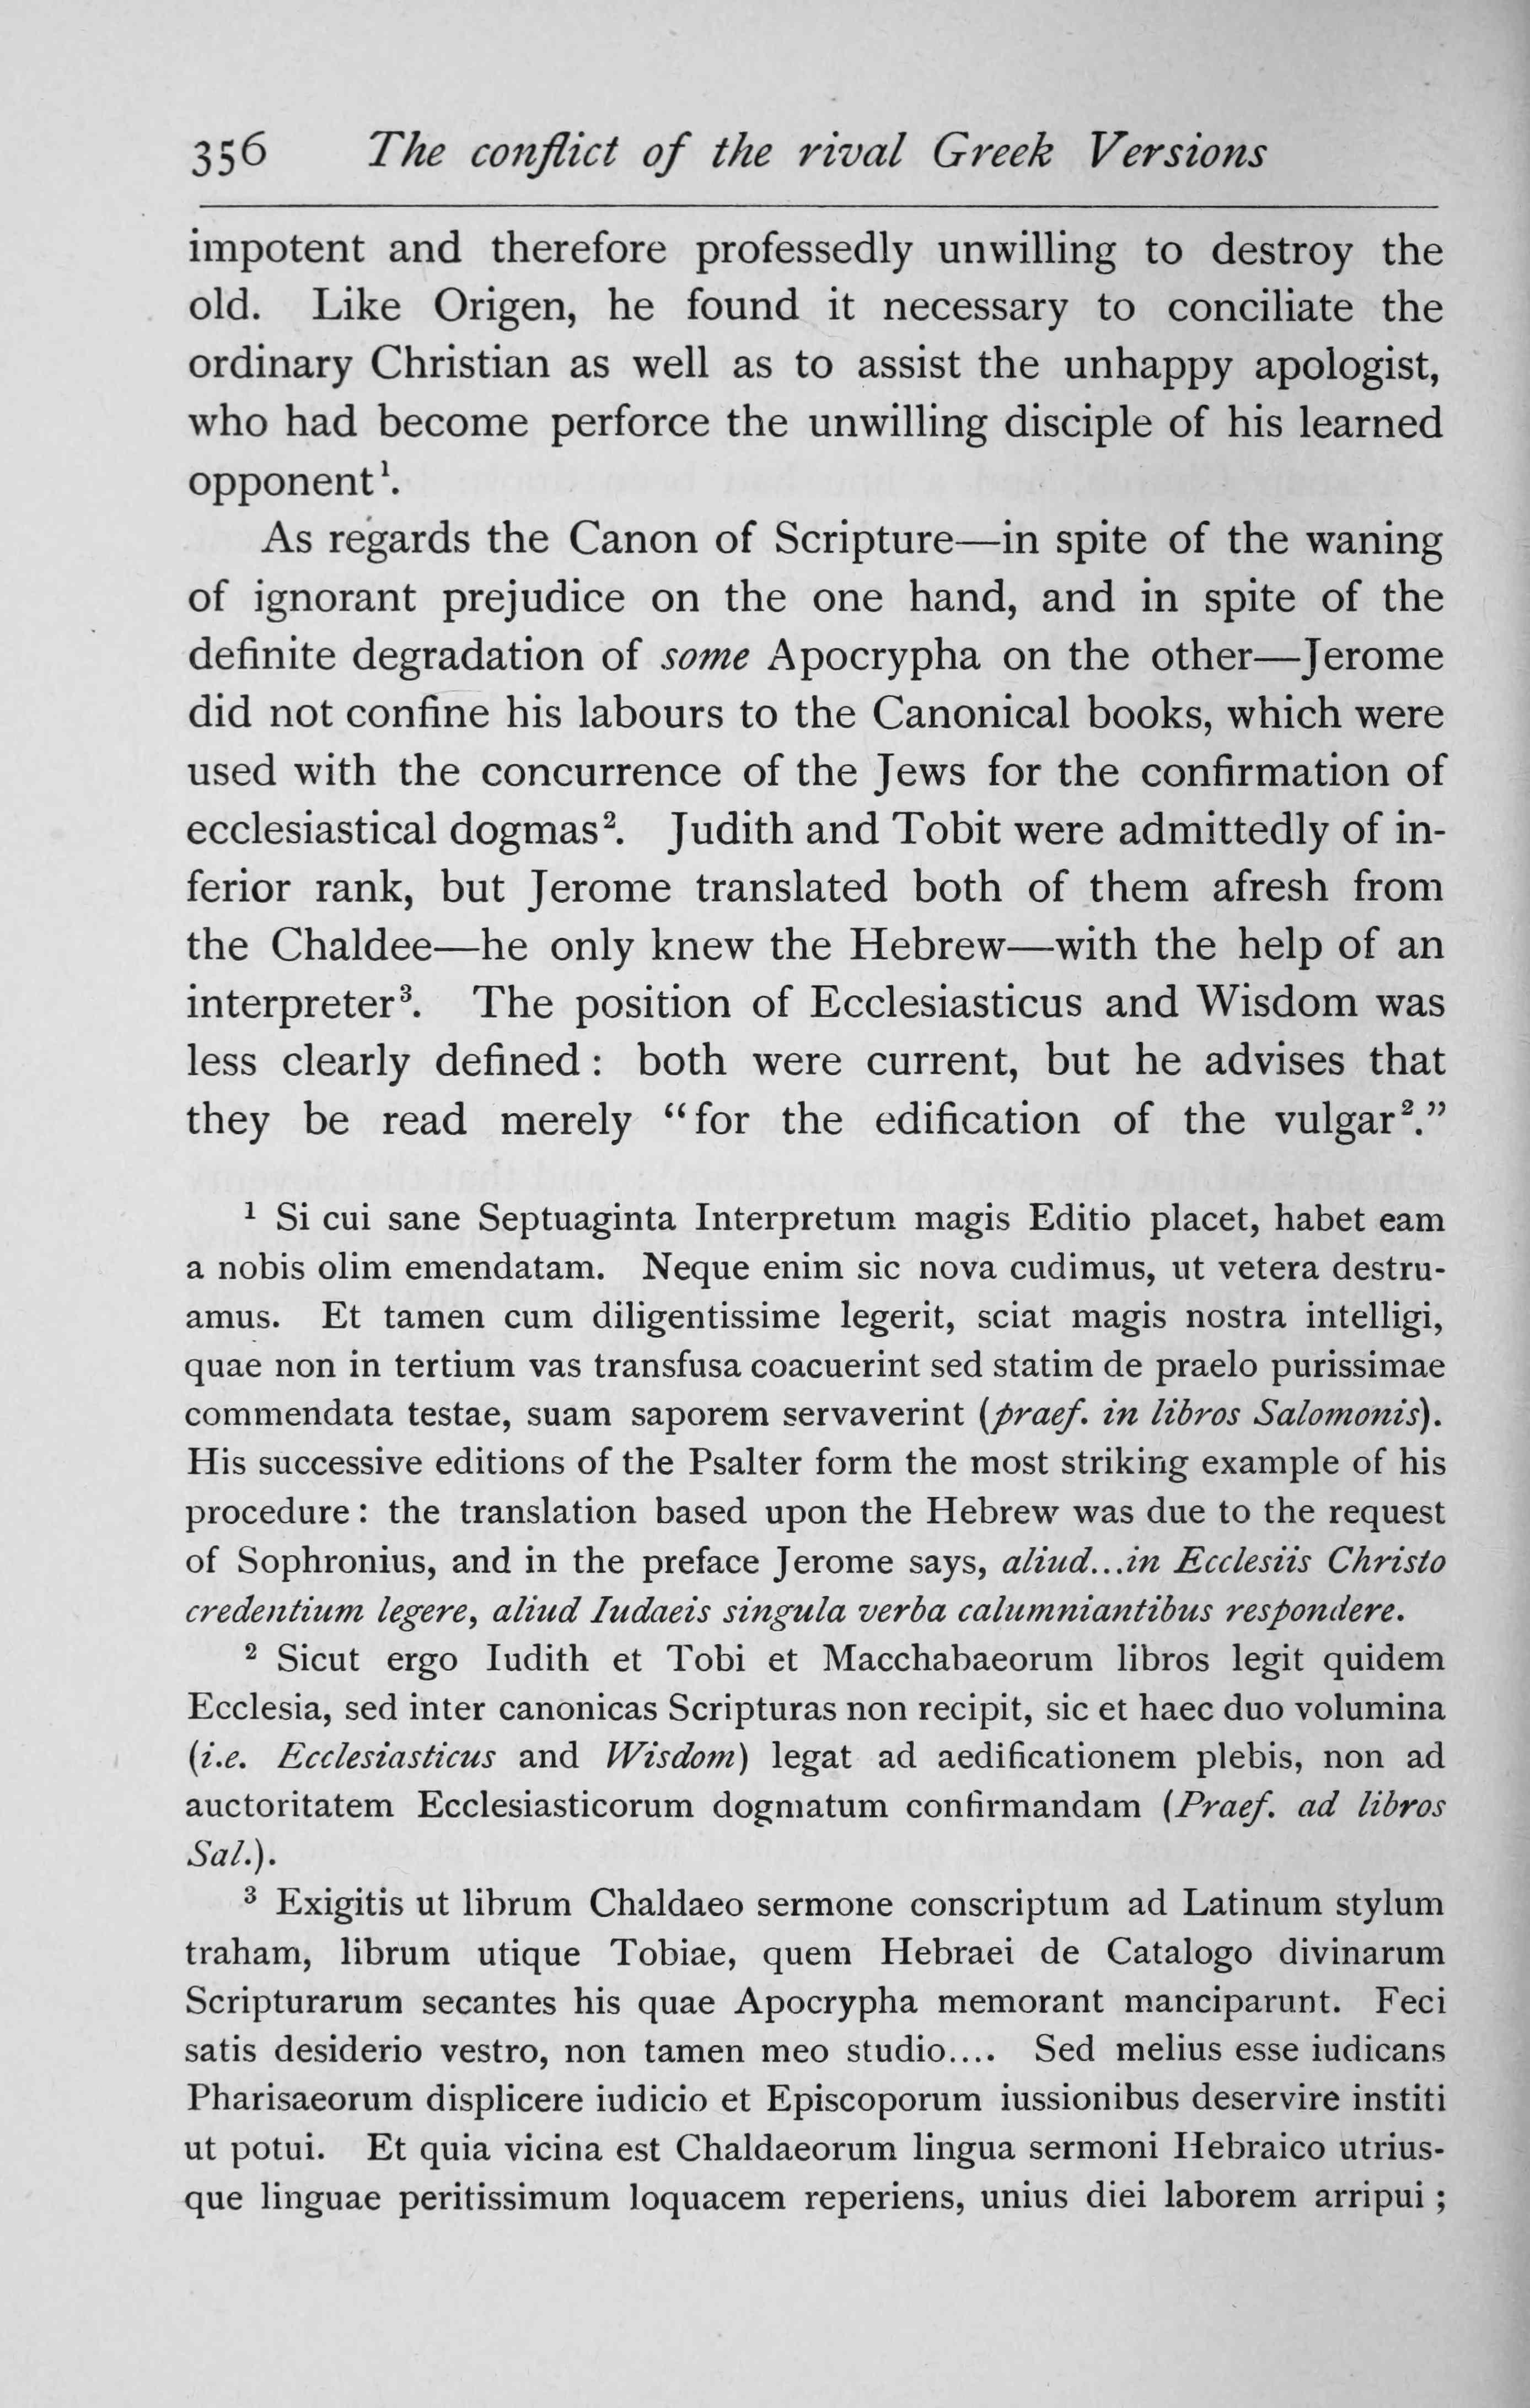 356 The conflict of the rival Greek Versions
impotent and therefore professedly unwilling to destroy the
old. Like Origen, he found it necessary to conciliate the
ordinary Christian as well as to assist the unhappy apologist,
who had become perforce the unwilling disciple of his learned
opponent¹.
As regards the Canon of Scripture—in spite of the waning
of ignorant prejudice on the one hand, and in spite of the
definite degradation of some Apocrypha on the other—Jerome
did not confine his labours to the Canonical books, which were
used with the concurrence of the Jews for the confirmation of
ecclesiastical dogmas². Judith and Tobit were admittedly of in-
ferior rank, but Jerome translated both of them afresh from
the Chaldee—he only knew the Hebrew—with the help of an
interpreter³. The position of Ecclesiasticus and Wisdom was
less clearly defined : both were current, but he advises that
they be read merely “for the edification of the vulgar².”
¹ Si cui sane Septuaginta Interpretum magis Editio placet, habet eam
a nobis olim emendatam. Neque enim sic nova cudimus, ut vetera destru-
amus. Et tamen cum diligentissime legerit, sciat magis nostra intelligi,
quae non in tertium vas transfusa coacuerint sed statim de praelo purissimae
commendata testae, suam saporem servaverint (praef. in libros Salomonis).
His successive editions of the Psalter form the most striking example of his
procedure : the translation based upon the Hebrew was due to the request
of Sophronius, and in the preface Jerome says, aliud...in Ecclesiis Christo
credentium legere, aliud Iudaeis singula verba calumniantibus respondere.
² Sicut ergo Iudith et Tobi et Macchabaeorum libros legit quidem
Ecclesia, sed inter canonicas Scripturas non recipit, sic et haec duo volumina
(i.e. Ecclesiasticus and Wisdom) legat ad aedificationem plebis, non ad
auctoritatem Ecclesiasticorum dogmatum confirmandam (Praef. ad libros
Sal.).
³ Exigitis ut librum Chaldaeo sermone conscriptum ad Latinum stylum
traham, librum utique Tobiae, quem Hebraei de Catalogo divinarum
Scripturarum secantes his quae Apocrypha memorant manciparunt. Feci
satis desiderio vestro, non tamen meo studio.... Sed melius esse iudicans
Pharisaeorum displicere iudicio et Episcoporum iussionibus deservire institi
ut potui. Et quia vicina est Chaldaeorum lingua sermoni Hebraico utrius-
que linguae peritissimum loquacem reperiens, unius diei laborem arripui ;